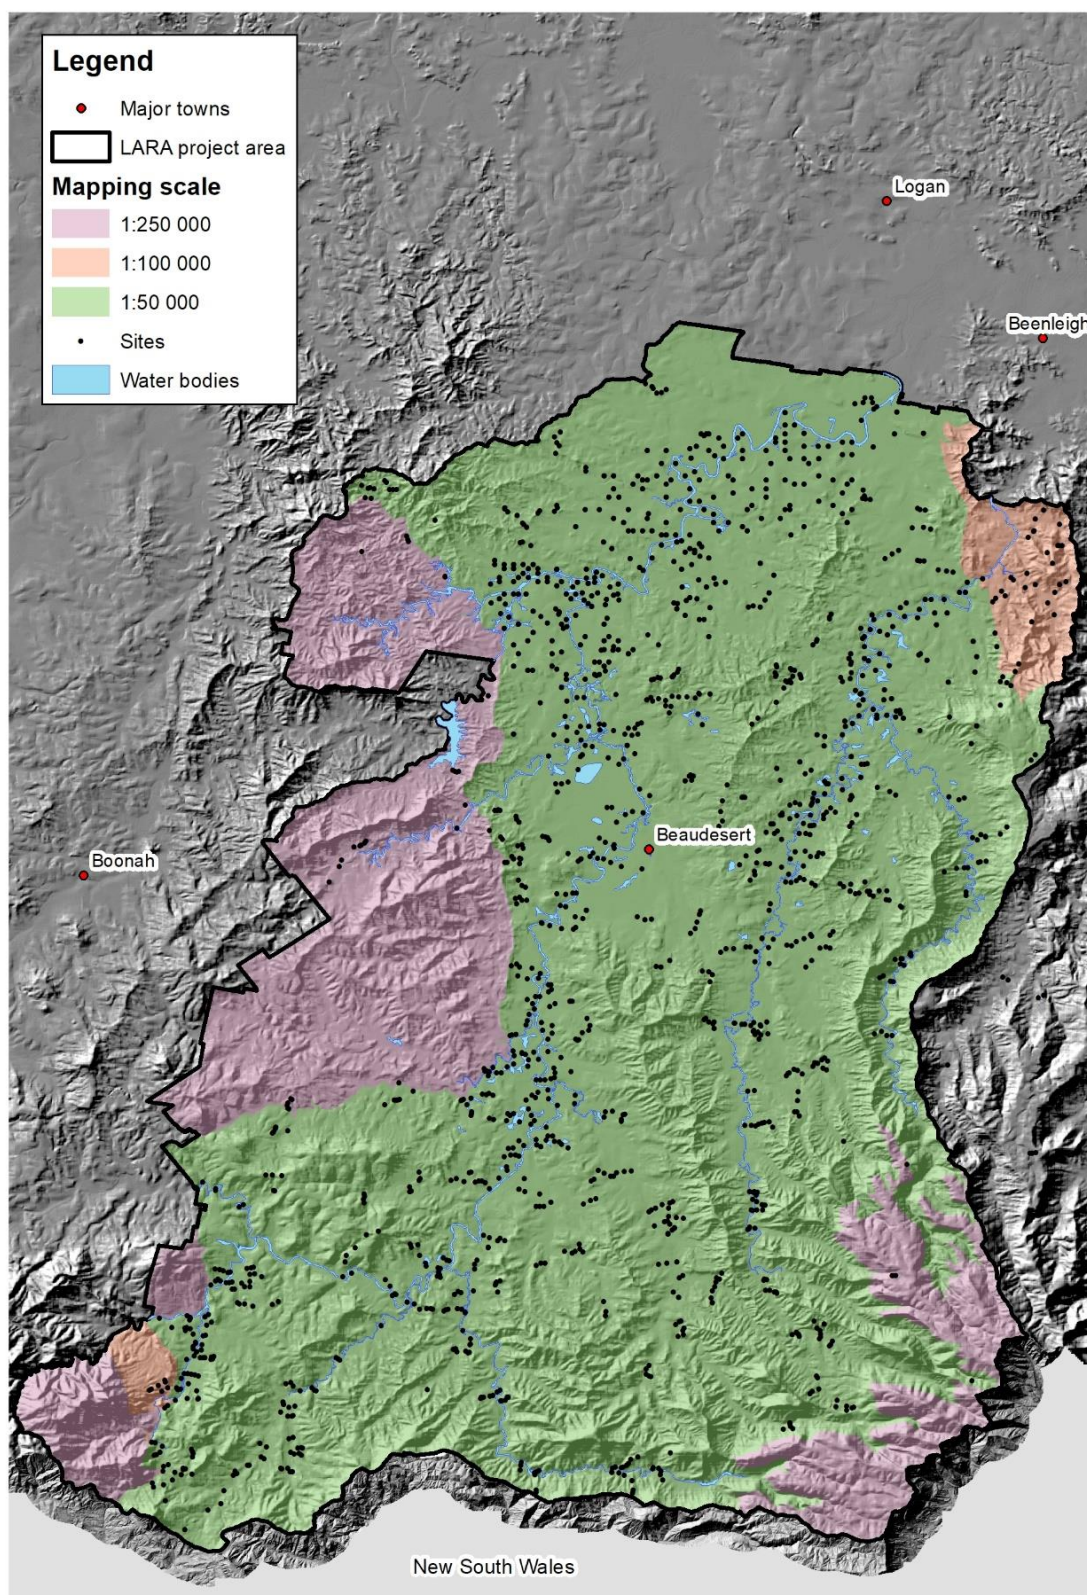 Legend
Major towns
LARA project area
Mapping scale
1:250 000
1:100 000
1:50 000
Sites
Water bodies
Logan
Beenleigh
Beaudesert
Boonah
New South Wales